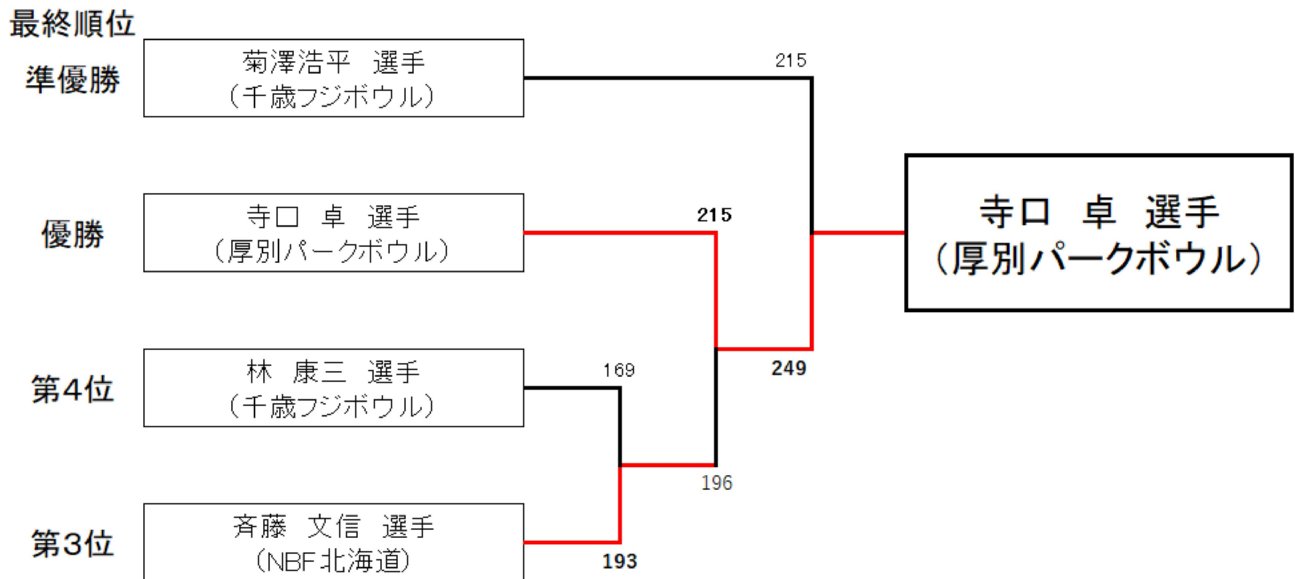 最終順位
準優勝
菊澤浩平 選手
（千歳フジボウル）
215
優勝
寺口 卓 選手
（厚別パークボウル）
215
寺口 卓 選手
（厚別パークボウル）
249
第4位
林 康三 選手
（千歳フジボウル）
169
196
第3位
斉藤 文信 選手
（NBF北海道）
193